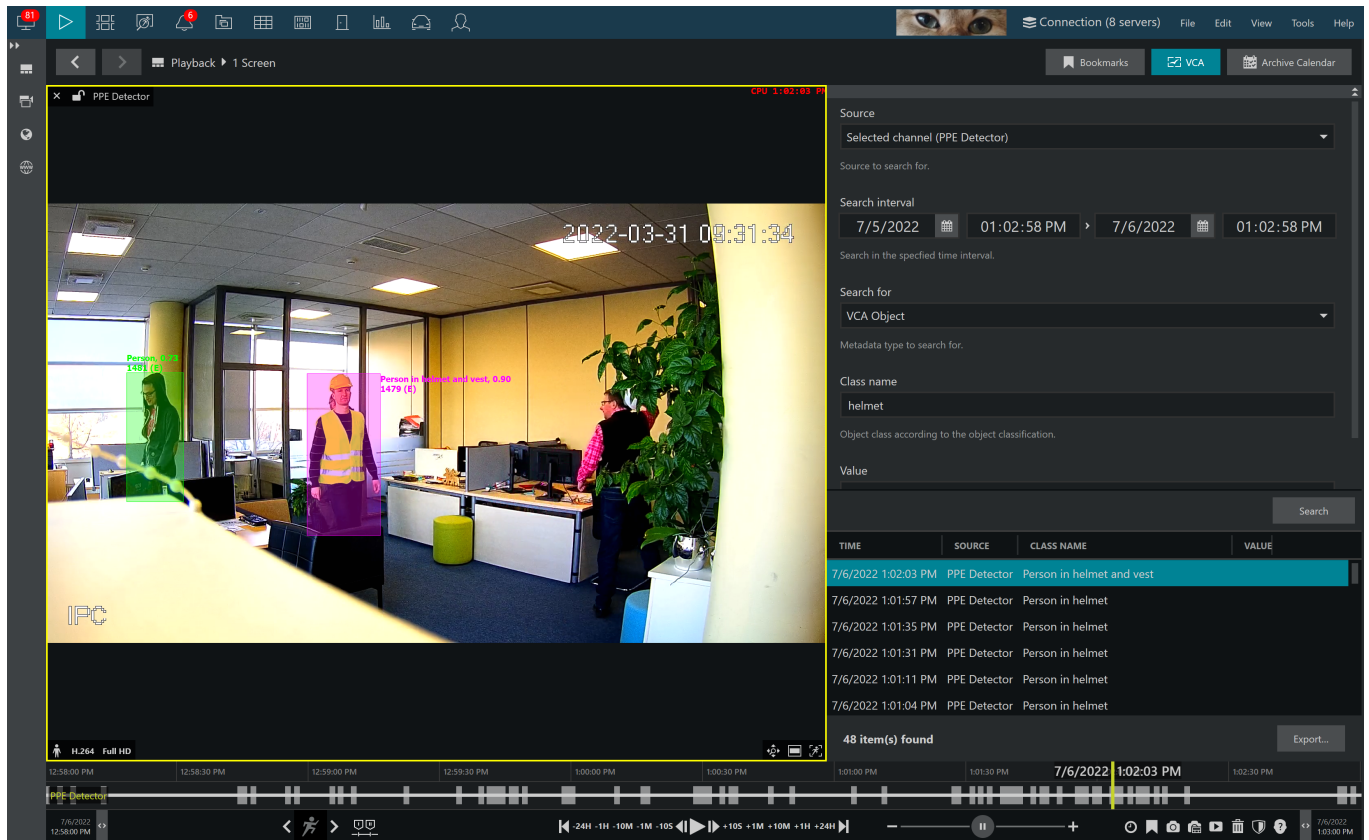 81
6
Connection (8 servers)
File Edit View Tools Help
Playback 1 Screen
Bookmarks
VCA
Archive Calendar
PPE Detector
CPU 1:02:03 PM
2022-03-31 09:31:34
Person, 0.73
1481 (E)
Person in helmet and vest, 0.90
1479 (E)
IPC
H.264 Full HD
Source
Selected channel (PPE Detector)
Source to search for.
Search interval
7/5/2022 01:02:58 PM 7/6/2022 01:02:58 PM
Search in the specfied time interval.
Search for
VCA Object
Metadata type to search for.
Class name
helmet
Object class according to the object classification.
Value
Search
TIME SOURCE CLASS NAME VALUE
7/6/2022 1:02:03 PM PPE Detector Person in helmet and vest
7/6/2022 1:01:57 PM PPE Detector Person in helmet
7/6/2022 1:01:35 PM PPE Detector Person in helmet
7/6/2022 1:01:31 PM PPE Detector Person in helmet
7/6/2022 1:01:11 PM PPE Detector Person in helmet
7/6/2022 1:01:04 PM PPE Detector Person in helmet
48 item(s) found
Export...
12:58:00 PM 12:58:30 PM 12:59:00 PM 12:59:30 PM 1:00:00 PM 1:00:30 PM 1:01:00 PM 1:01:30 PM 7/6/2022 1:02:03 PM 1:02:30 PM
PPE Detector
7/6/2022
12:58:00 PM
-24H -1H -10M -1M -10S +10S +1M +10M +1H +24H
7/6/2022
1:03:00 PM